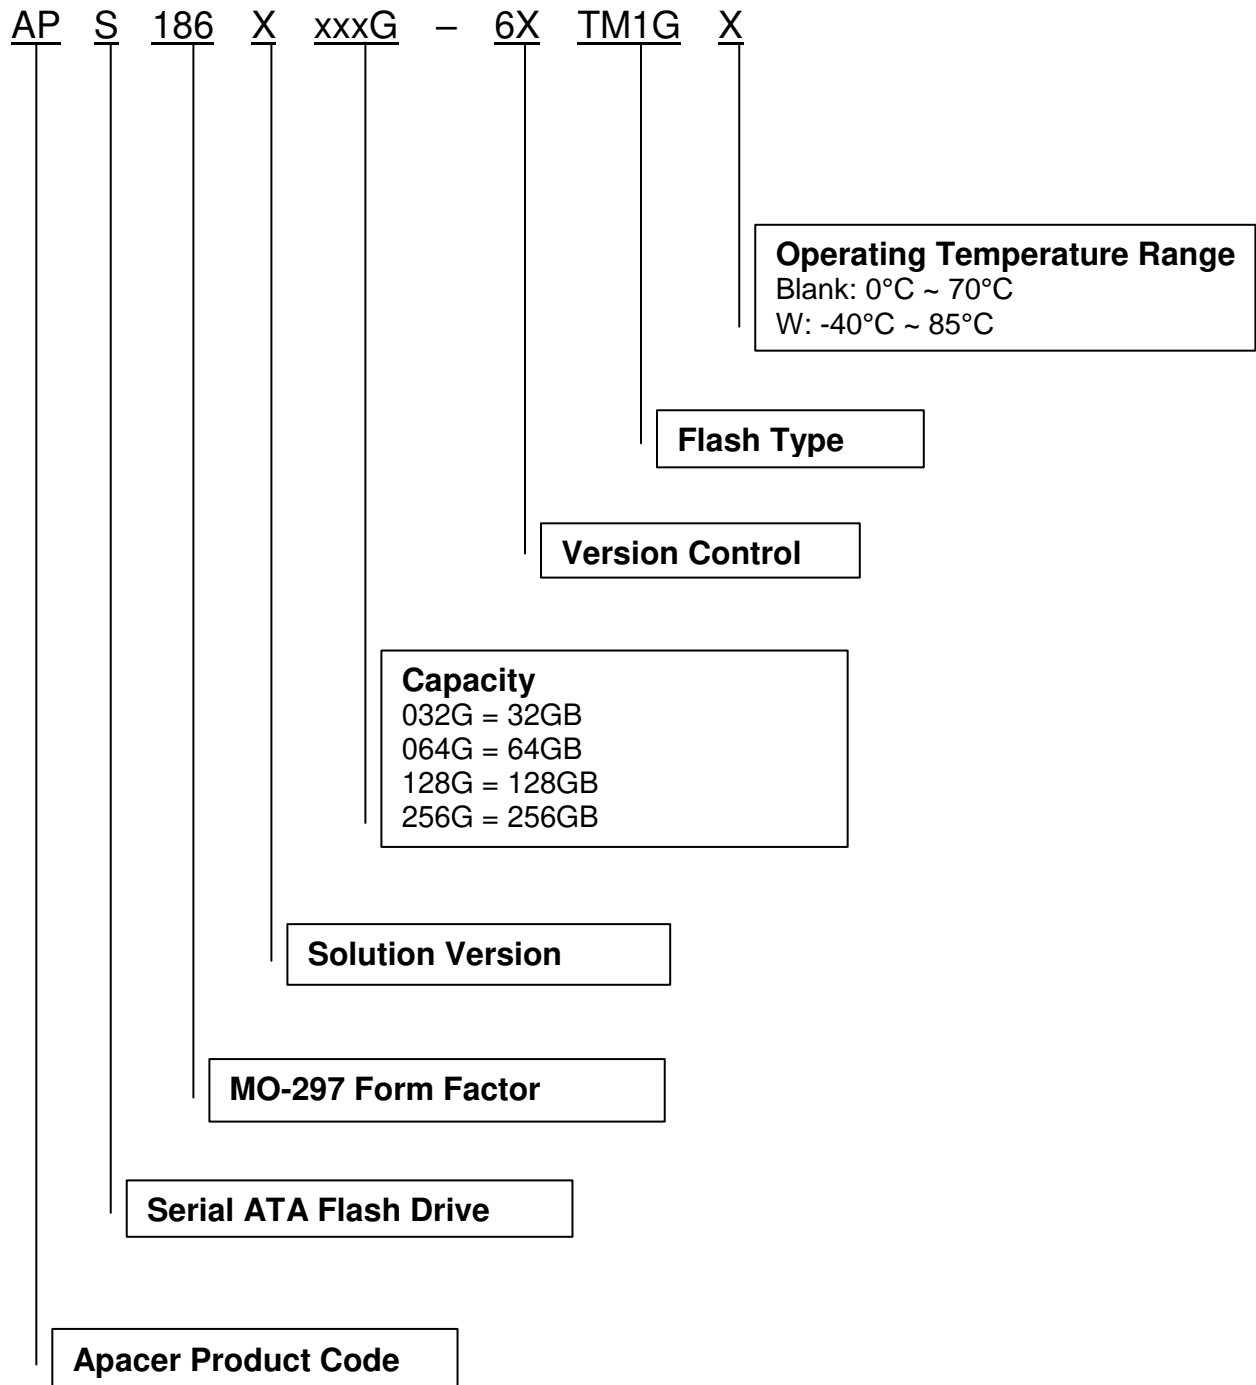 AP S 186 X xxxG – 6X TM1G X
Operating Temperature Range
Blank: 0°C ~ 70°C
W: -40°C ~ 85°C
Flash Type
Version Control
Capacity
032G = 32GB
064G = 64GB
128G = 128GB
256G = 256GB
Solution Version
MO-297 Form Factor
Serial ATA Flash Drive
Apacer Product Code